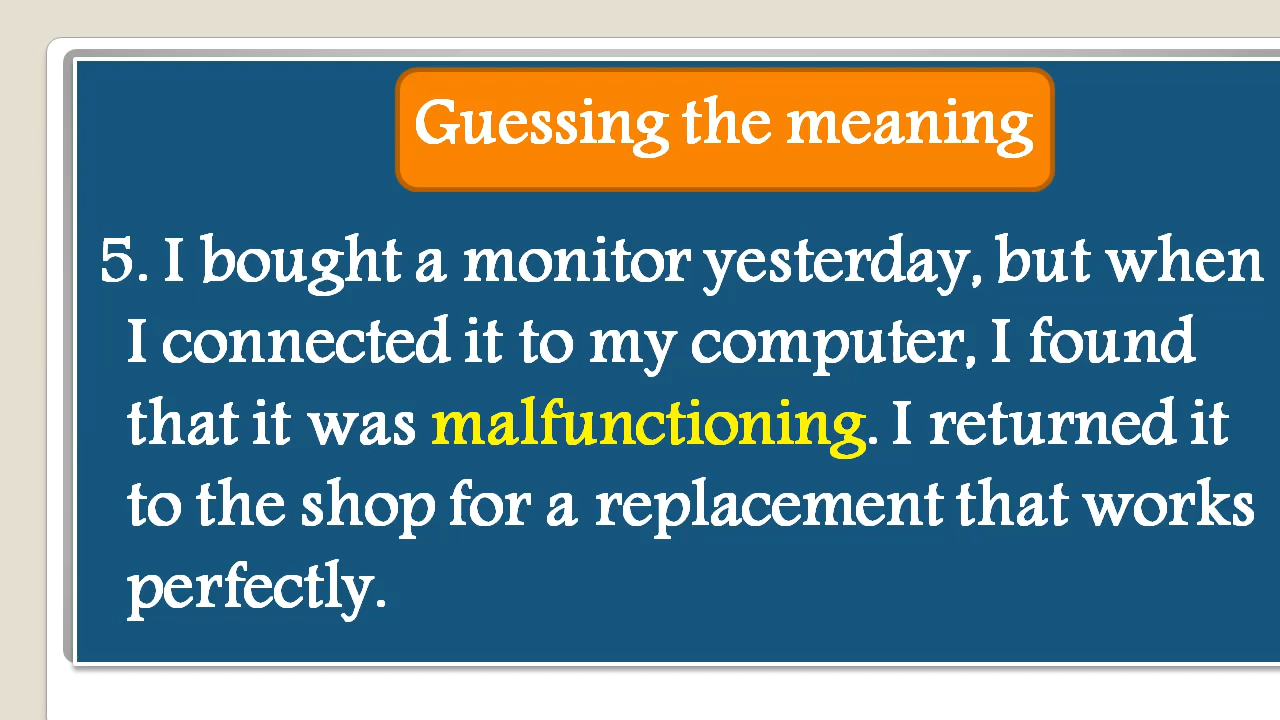 Guessing the meaning
5. I bought a monitor yesterday, but when
I connected it to my computer, I found
that it was malfunctioning. I returned it
to the shop for a replacement that works
perfectly.